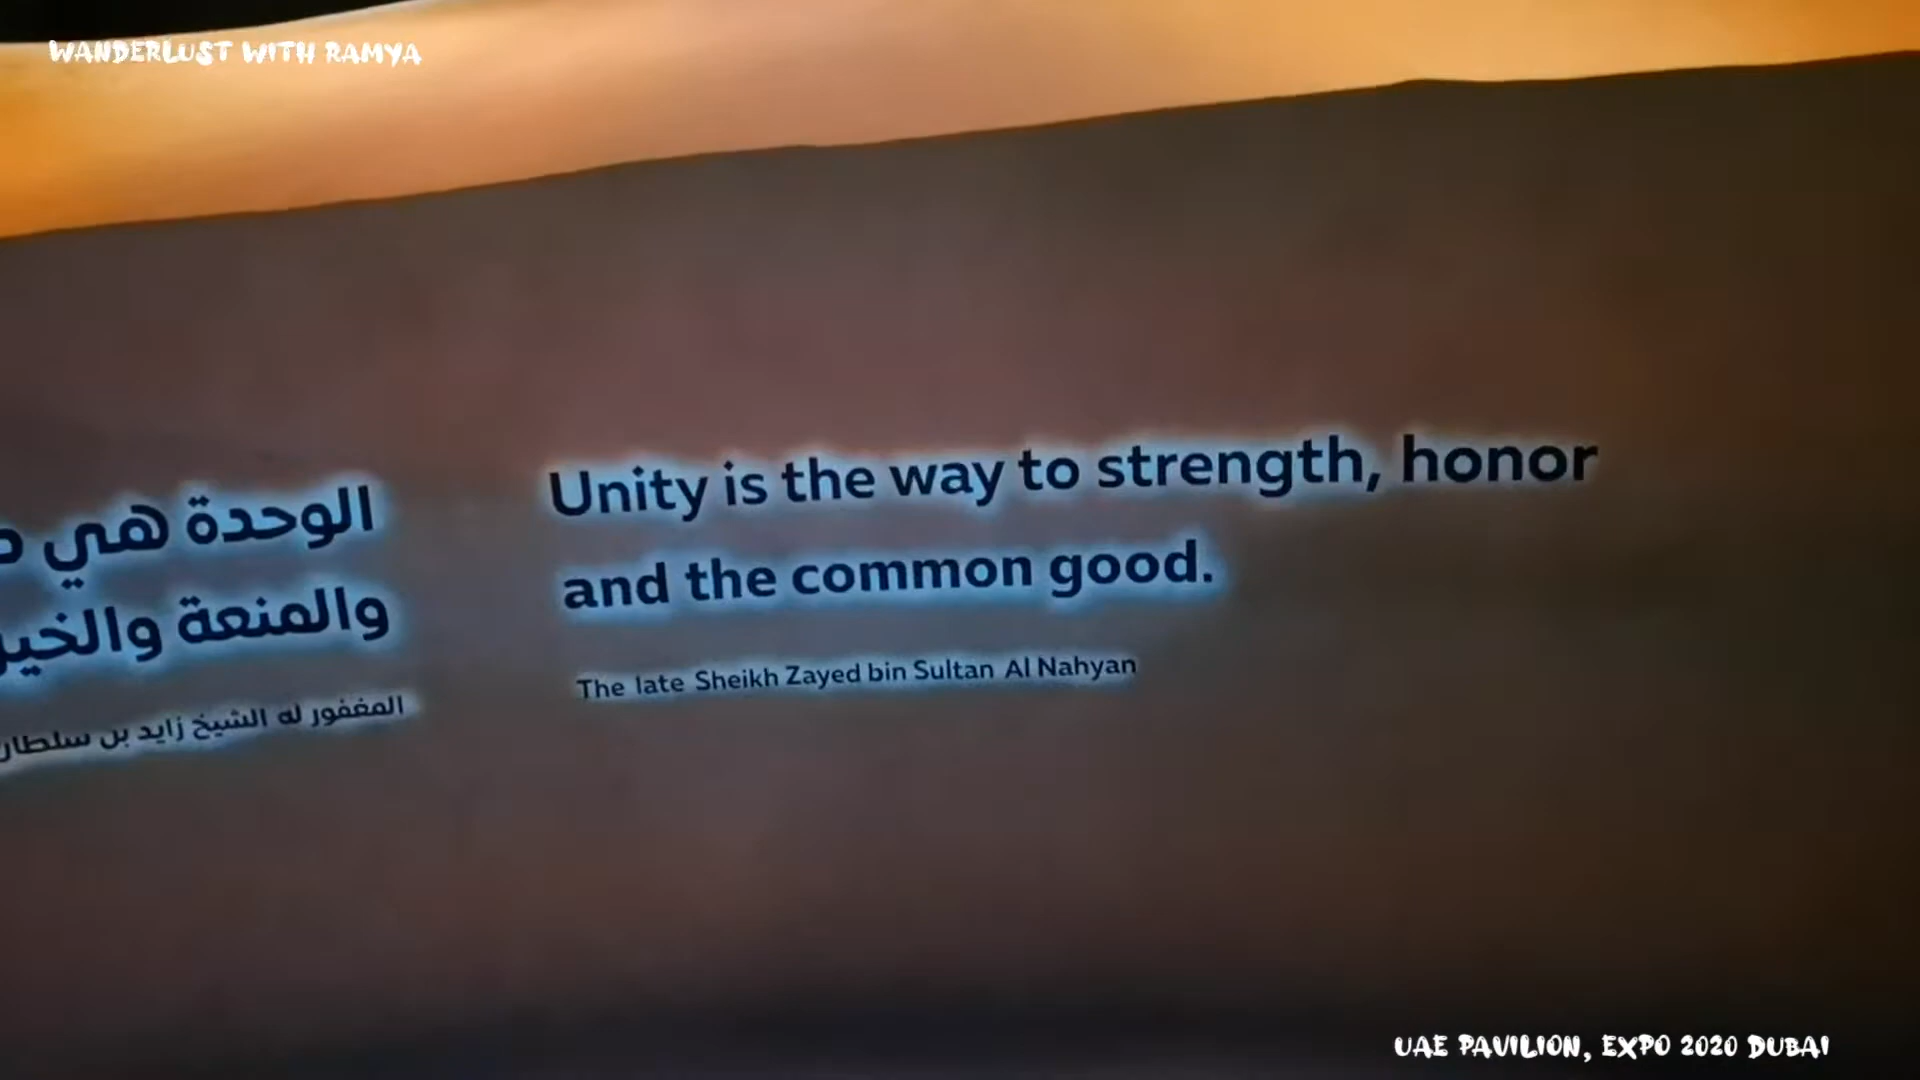 WANDERLUST WITH RAMYA
الوحدة هي
والمنعة والخير
المغفور له الشيخ زايد بن سلطان
Unity is the way to strength, honor
and the common good.
The late Sheikh Zayed bin Sultan Al Nahyan
UAE PAVILION, EXPO 2020 DUBAI